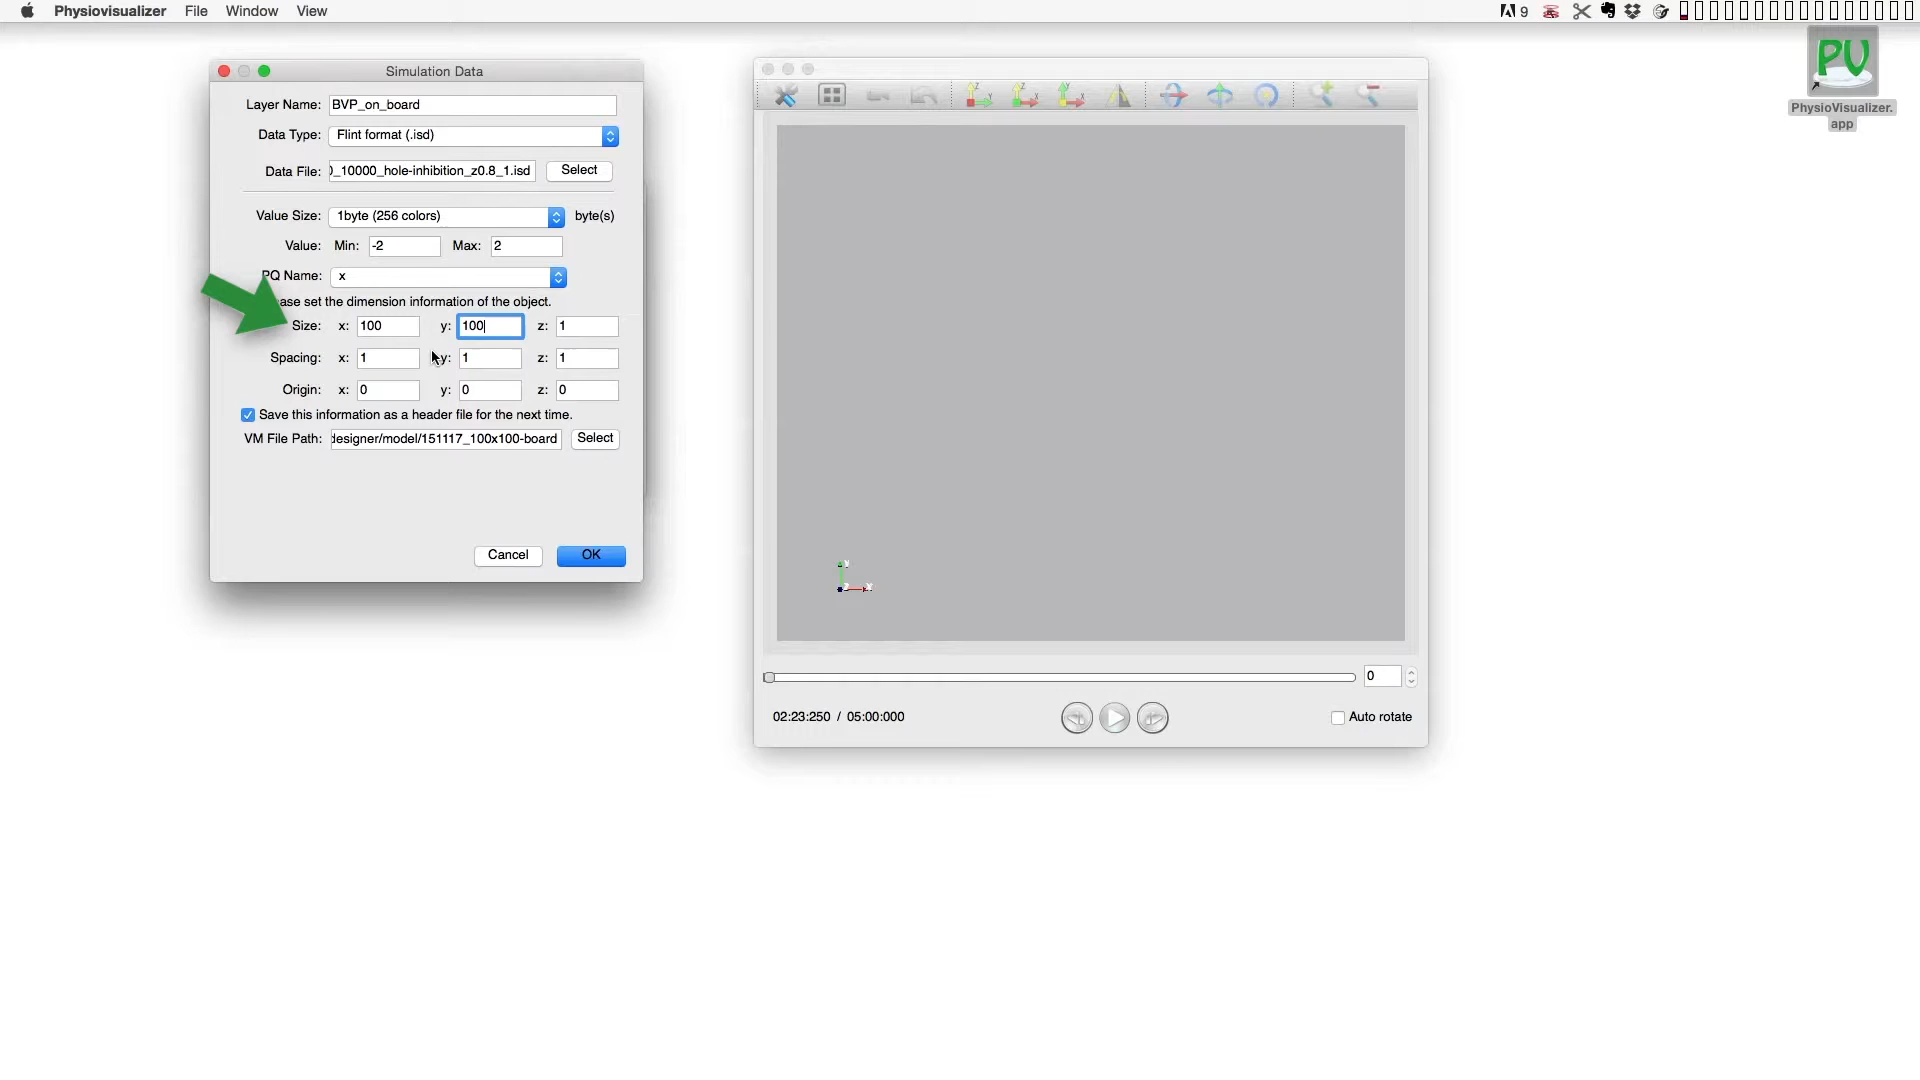 Physiovisualizer File Window View
9
PhysioVisualizer.
app
Simulation Data
Layer Name: BVP_on_board
Data Type: Flint format (.isd)
Data File: )_10000_hole-inhibition_z0.8_1.isd Select
Value Size: 1byte (256 colors) byte(s)
Value: Min: -2 Max: 2
PQ Name: x
ase set the dimension information of the object.
Size: x: 100 y: 100 z: 1
Spacing: x: 1 y: 1 z: 1
Origin: x: 0 y: 0 z: 0
Save this information as a header file for the next time.
VM File Path: designer/model/151117_100x100-board Select
Cancel OK
0
02:23:250 / 05:00:000
Auto rotate